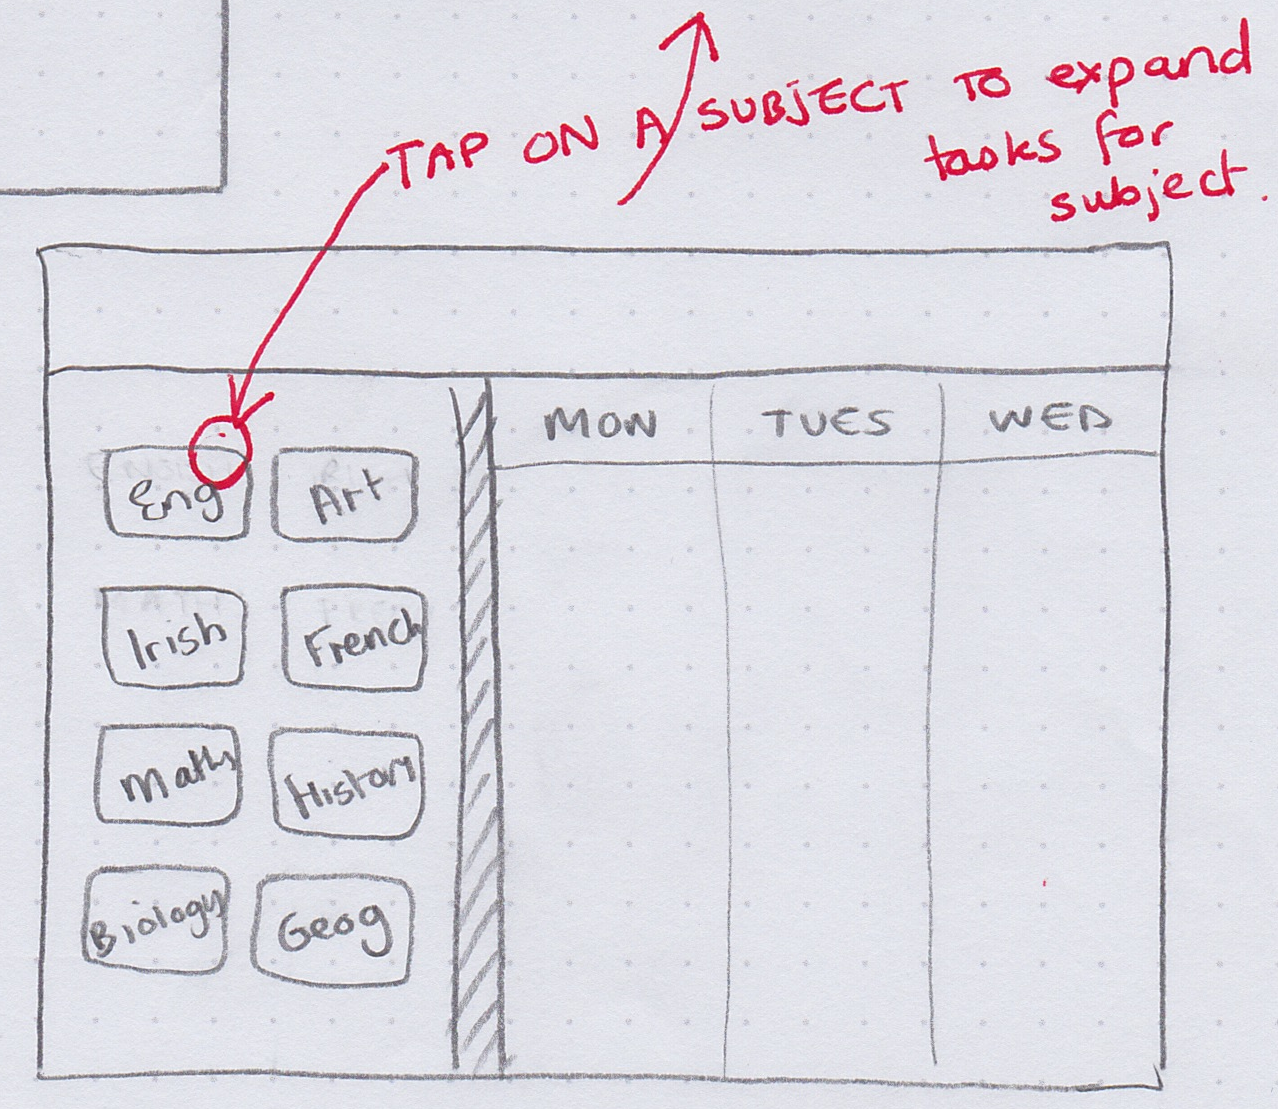 TAP ON A SUBJECT TO expand
tasks for
subject.
MON TUES WED
Eng Art
Irish French
Maths History
Biology Geog